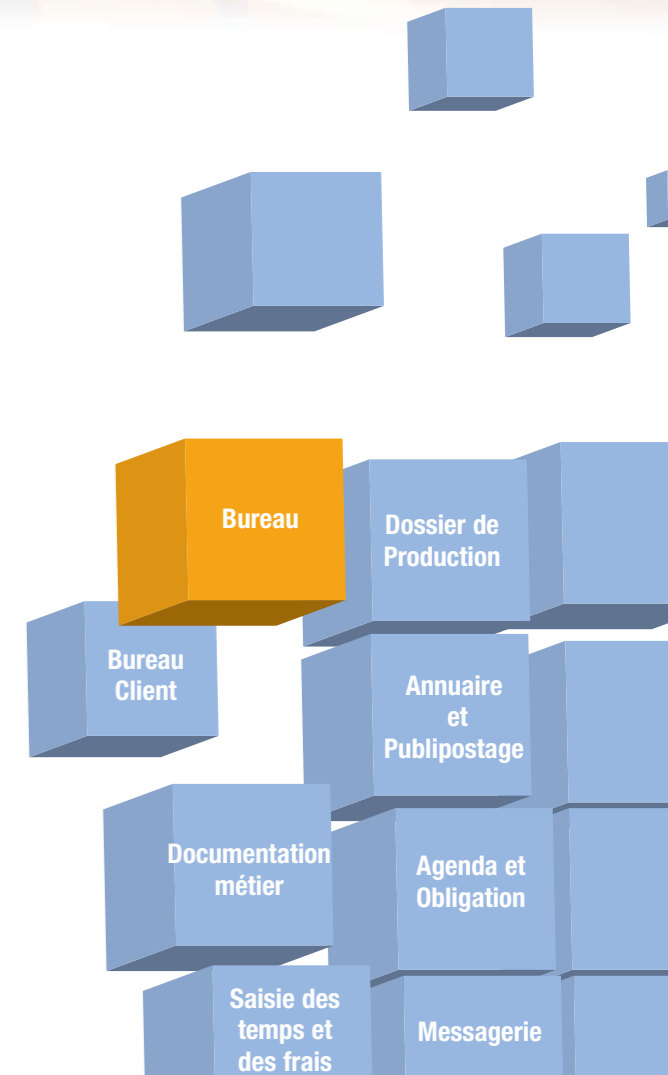 Bureau
Dossier de
Production
Bureau
Client
Annuaire
et
Publipostage
Documentation
métier
Agenda et
Obligation
Saisie des
temps et
des frais
Messagerie